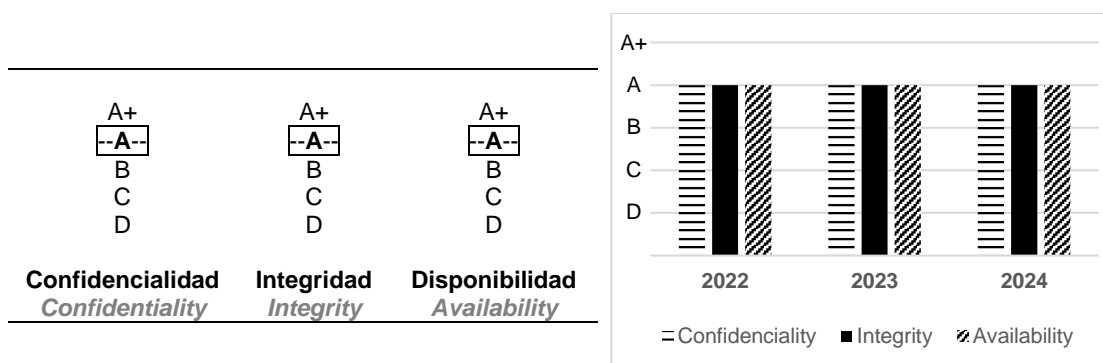 A+ A+ A+
--A-- --A-- --A--
B B B
C C C
D D D
Confidencialidad Integridad Disponibilidad
Confidentiality Integrity Availability
A+
A
B
C
D
2022 2023 2024
Confidenciality Integrity Availability